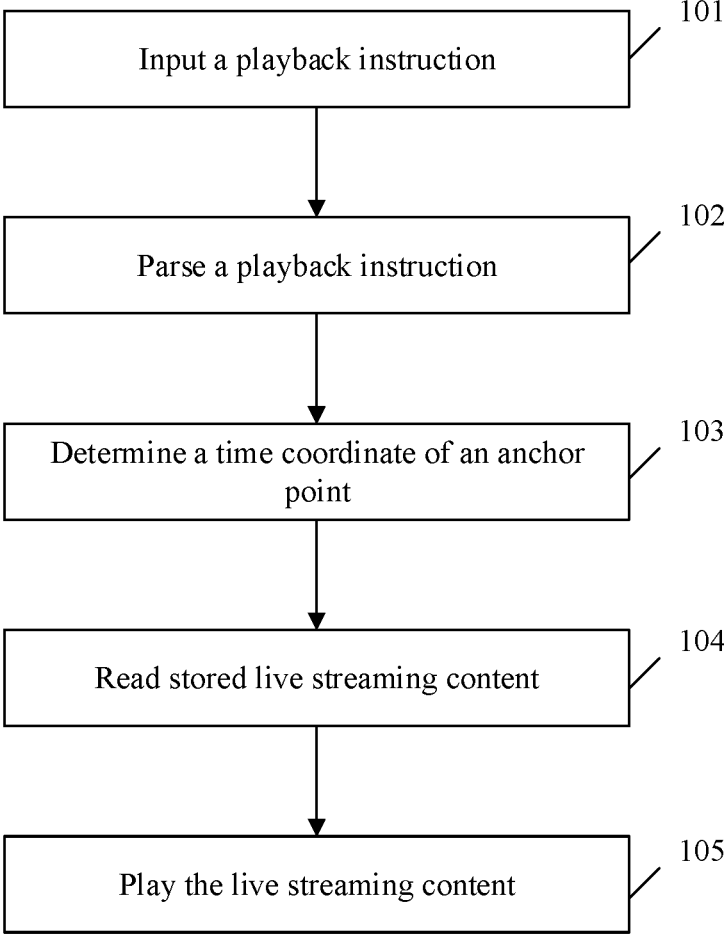 101
Input a playback instruction
102
Parse a playback instruction
103
Determine a time coordinate of an anchor
point
104
Read stored live streaming content
105
Play the live streaming content